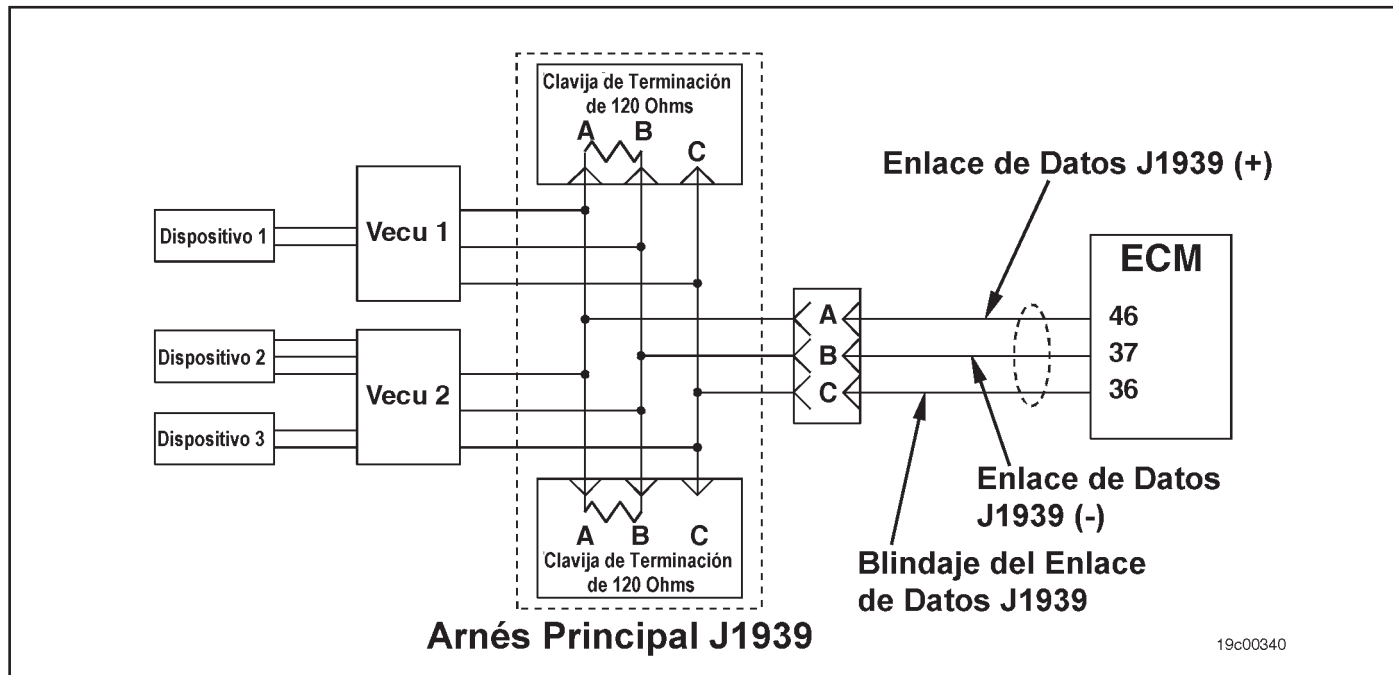 Clavija de Terminación
de 120 Ohms
A B
C
Enlace de Datos J1939 (+)
Dispositivo 1
Vecu 1
ECM
A
46
Dispositivo 2
B
37
Vecu 2
C
36
Dispositivo 3
Enlace de Datos
J1939 (-)
A B C
Clavija de Terminación
de 120 Ohms
Blindaje del Enlace
de Datos J1939
Arnés Principal J1939
19c00340